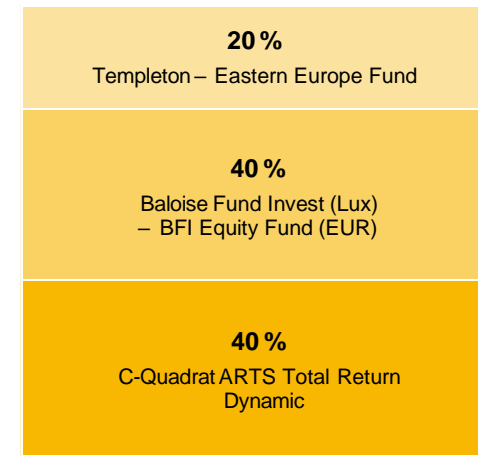 20 %
Templeton – Eastern Europe Fund
40 %
Baloise Fund Invest (Lux)
– BFI Equity Fund (EUR)
40 %
C-Quadrat ARTS Total Return
Dynamic